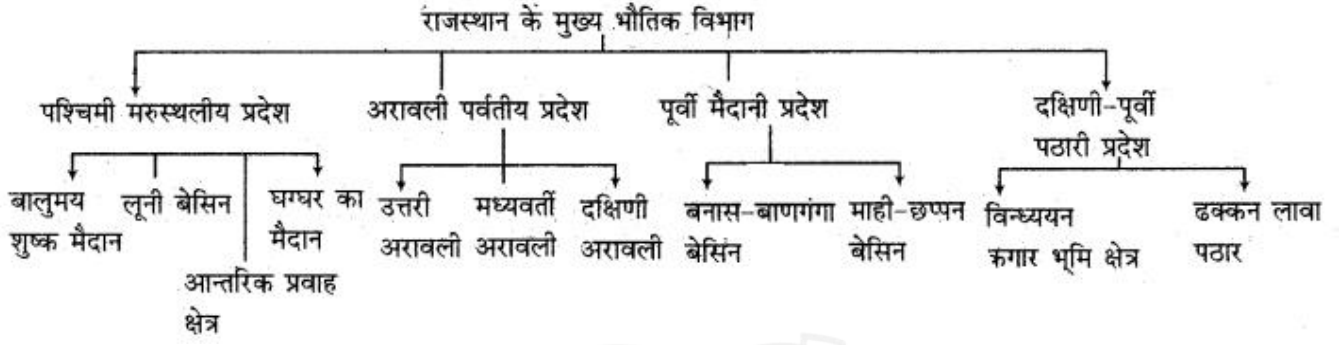 राजस्थान के मुख्य भौतिक विभाग
पश्चिमी मरुस्थलीय प्रदेश
अरावली पर्वतीय प्रदेश
पूर्वी मैदानी प्रदेश
दक्षिणी-पूर्वी
पठारी प्रदेश
बालुमय
शुष्क मैदान
लूनी बेसिन
आन्तरिक प्रवाह
क्षेत्र
घग्घर का
मैदान
उत्तरी
अरावली
मध्यवर्ती
अरावली
दक्षिणी
अरावली
बनास-बाणगंगा
बेसिन
माही-छप्पन
बेसिन
विन्ध्ययन
कगार भूमि क्षेत्र
ढक्कन लावा
पठार